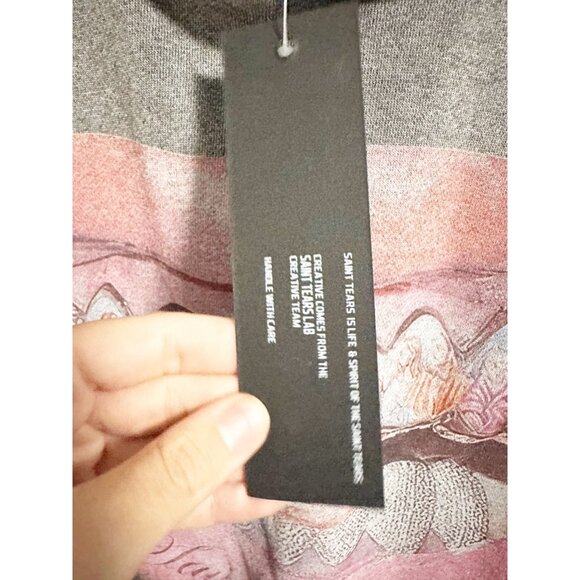 SAINT TEARS IS LIFE & SPIRIT OF THE SAINT TEARS
CREATIVE COMES FROM THE
SAINT TEARS LAB
CREATIVE TEAM
HANDLE WITH CARE